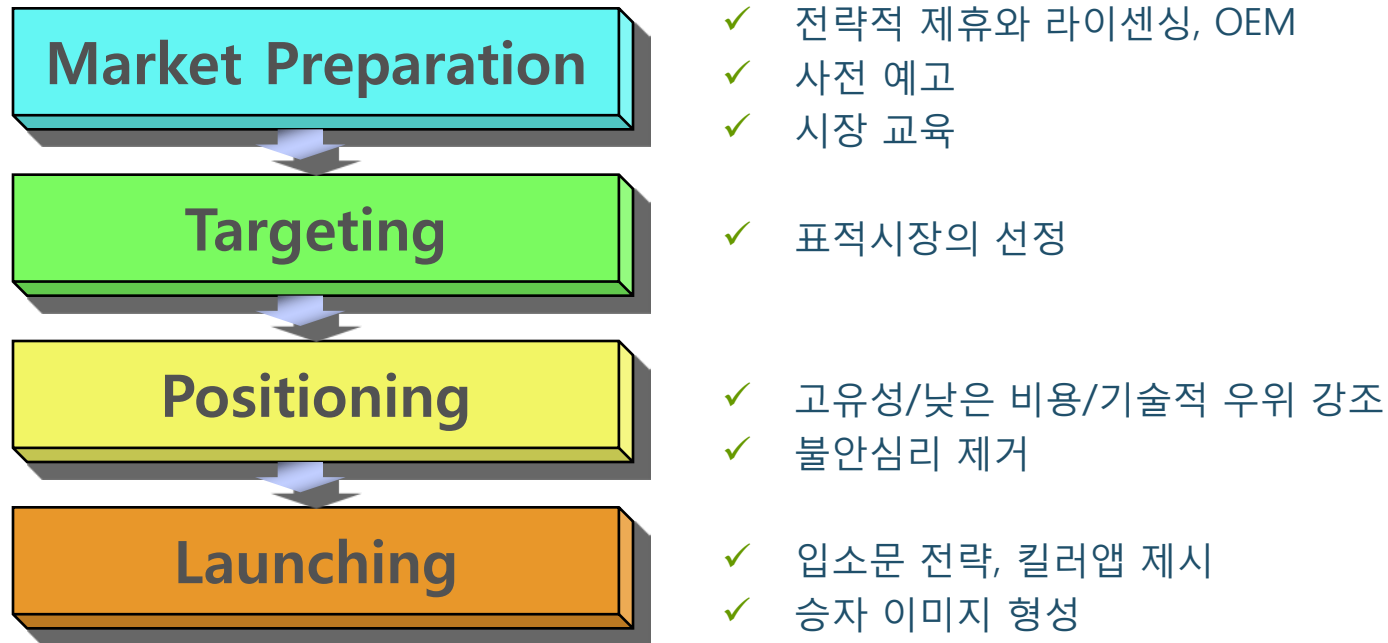 Market Preparation
✓ 전략적 제휴와 라이센싱, OEM
✓ 사전 예고
✓ 시장 교육
Targeting
✓ 표적시장의 선정
Positioning
✓ 고유성/낮은 비용/기술적 우위 강조
✓ 불안심리 제거
Launching
✓ 입소문 전략, 킬러앱 제시
✓ 승자 이미지 형성